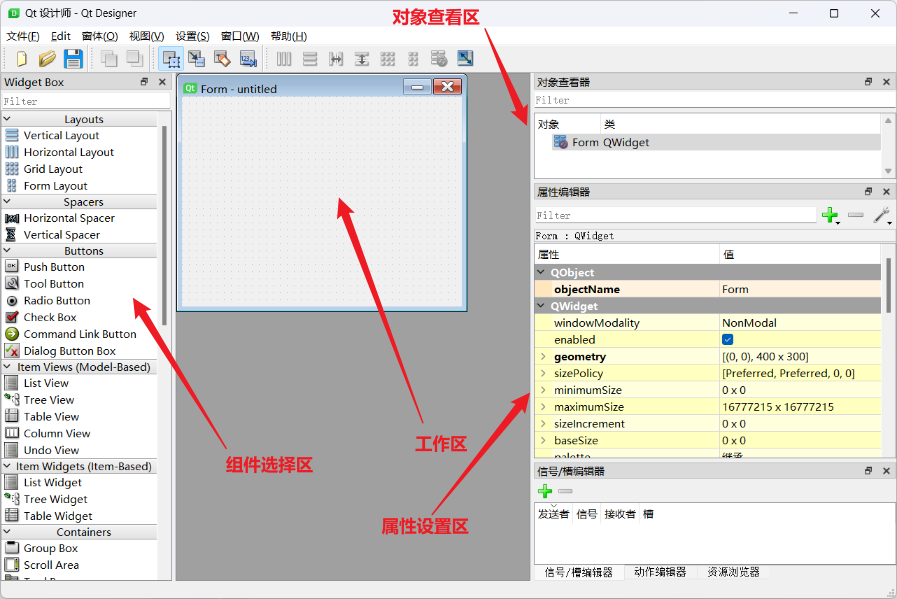 Qt 设计师 - Qt Designer
对象查看区
文件(F) Edit 窗体(O) 视图(V) 设置(S) 窗口(W) 帮助(H)
Widget Box
Filter
Layouts
Vertical Layout
Horizontal Layout
Grid Layout
Form Layout
Spacers
Horizontal Spacer
Vertical Spacer
Buttons
Push Button
Tool Button
Radio Button
Check Box
Command Link Button
Dialog Button Box
Item Views (Model-Based)
List View
Tree View
Table View
Column View
Undo View
Item Widgets (Item-Based)
List Widget
Tree Widget
Table Widget
Containers
Group Box
Scroll Area
Form - untitled
工作区
组件选择区
属性设置区
对象查看器
Filter
对象 类
Form QWidget
属性编辑器
Filter
Form : QWidget
属性 值
QObject
objectName Form
QWidget
windowModality NonModal
enabled
geometry [(0, 0), 400 x 300]
sizePolicy [Preferred, Preferred, 0, 0]
minimumSize 0 x 0
maximumSize 16777215 x 16777215
sizeIncrement 0 x 0
baseSize 0 x 0
palette 继承
信号/槽编辑器
发送者 信号 接收者 槽
信号/槽编辑器 动作编辑器 资源浏览器